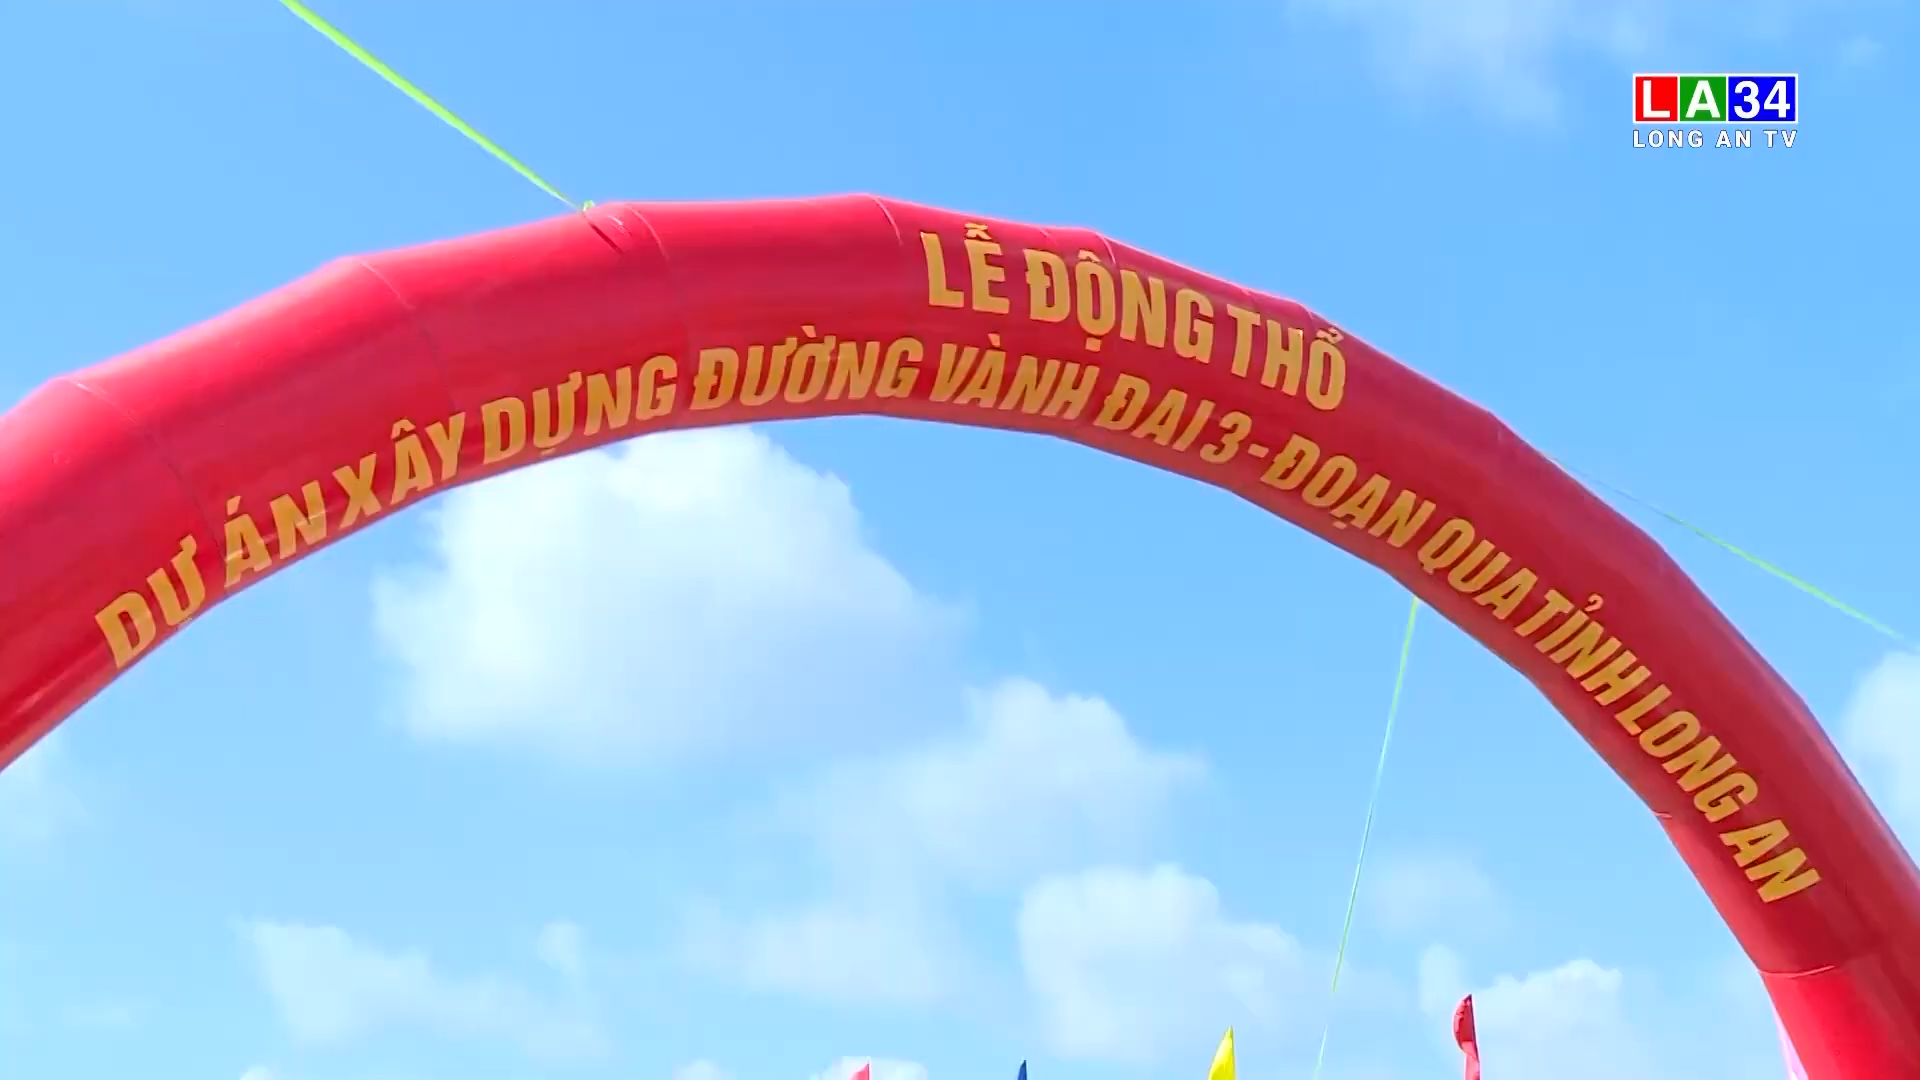 LA34
LONG AN TV
LỄ ĐỘNG THỔ
DƯ ÁN XÂY DỰNG ĐƯỜNG VÀNH ĐAI 3 - ĐOẠN QUA TỈNH LONG AN